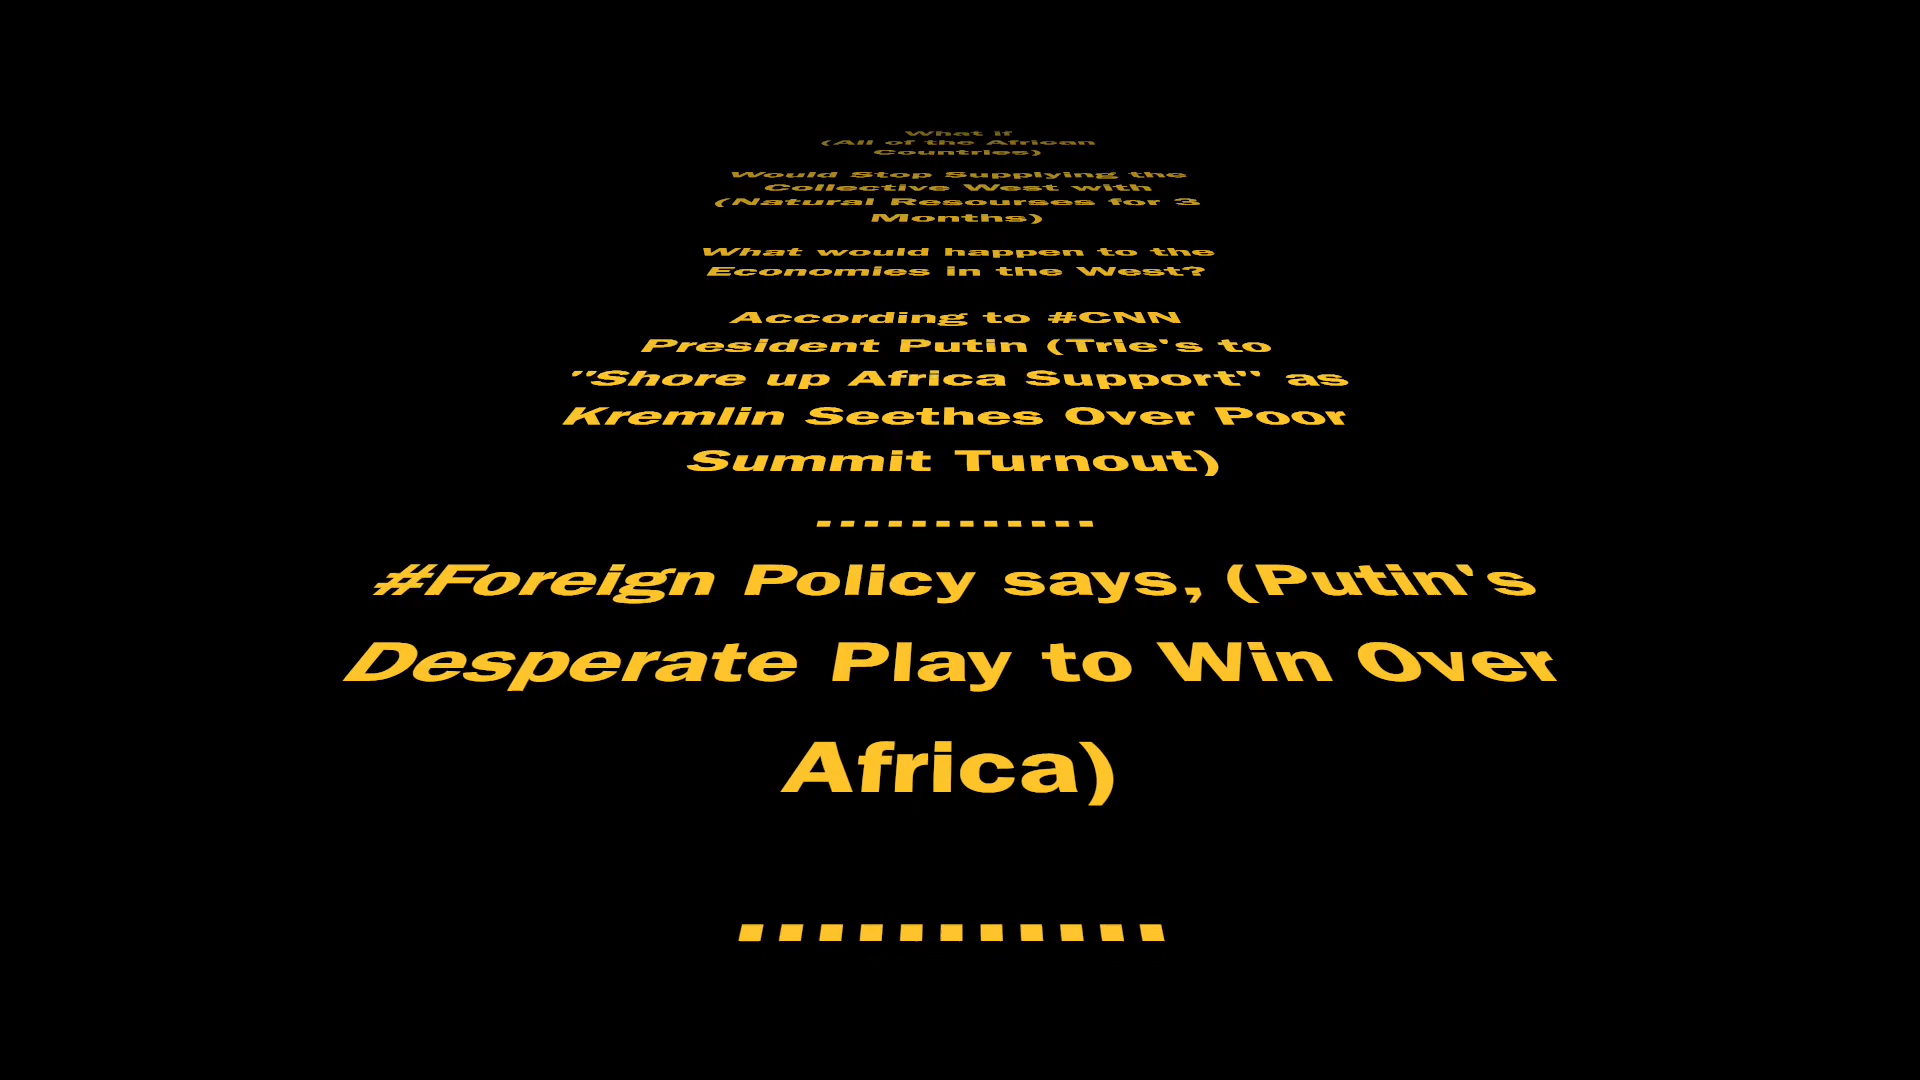 What if
(All of the African
Countries)
Would Stop Supplying the
Collective West with
(Natural Resourses for 3
Months)
What would happen to the
Economies in the West?
According to #CNN
President Putin (Trie's to
"Shore up Africa Support" as
Kremlin Seethes Over Poor
Summit Turnout)
............
#Foreign Policy says, (Putin's
Desperate Play to Win Over
Africa)
...........